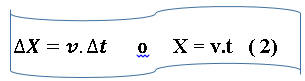 ΔX = v.Δt o X = v.t ( 2)